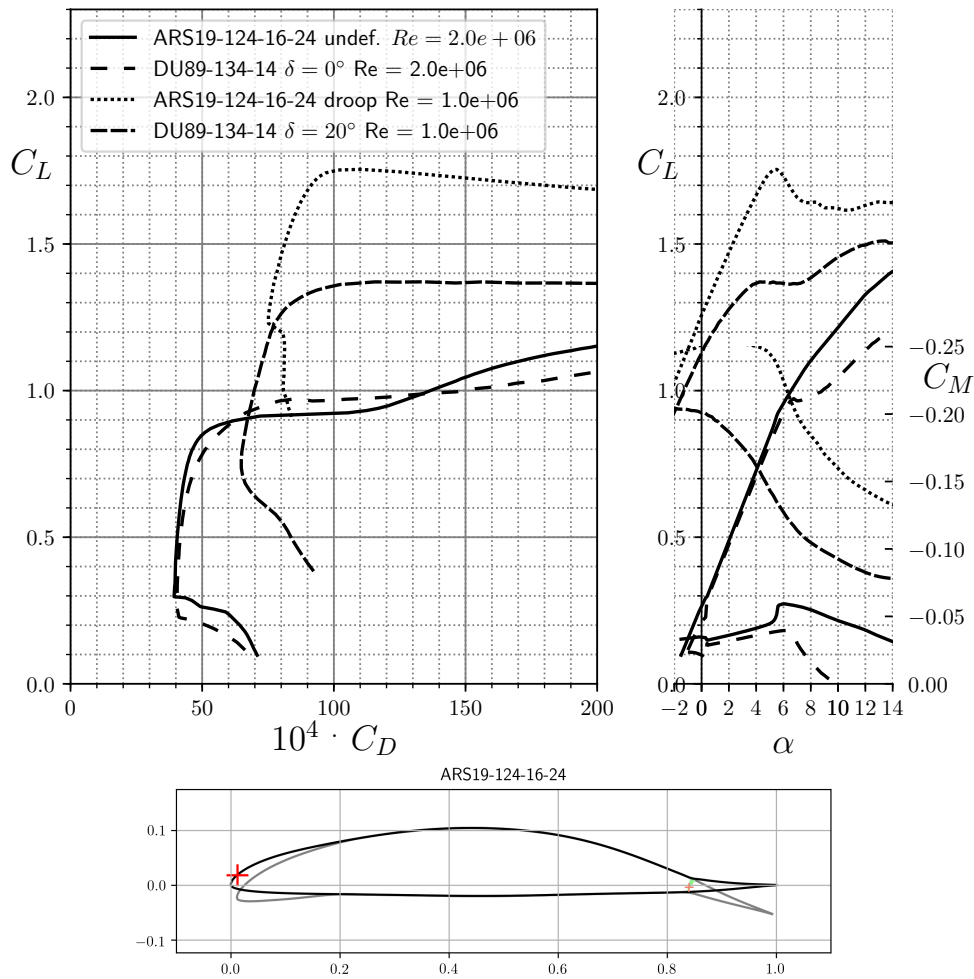 ARS19-124-16-24 undef. Re = 2.0e + 06
DU89-134-14 δ = 0° Re = 2.0e+06
ARS19-124-16-24 droop Re = 1.0e+06
DU89-134-14 δ = 20° Re = 1.0e+06
C_L
2.0
1.5
1.0
0.5
0.0
0 50 100 150 200
10⁴ · C_D
C_L
2.0
1.5
1.0
0.5
0.0
−0.25
C_M
−0.20
−0.15
−0.10
−0.05
0.00
−2 0 2 4 6 8 10 12 14
α
ARS19-124-16-24
0.1
0.0
−0.1
0.0 0.2 0.4 0.6 0.8 1.0